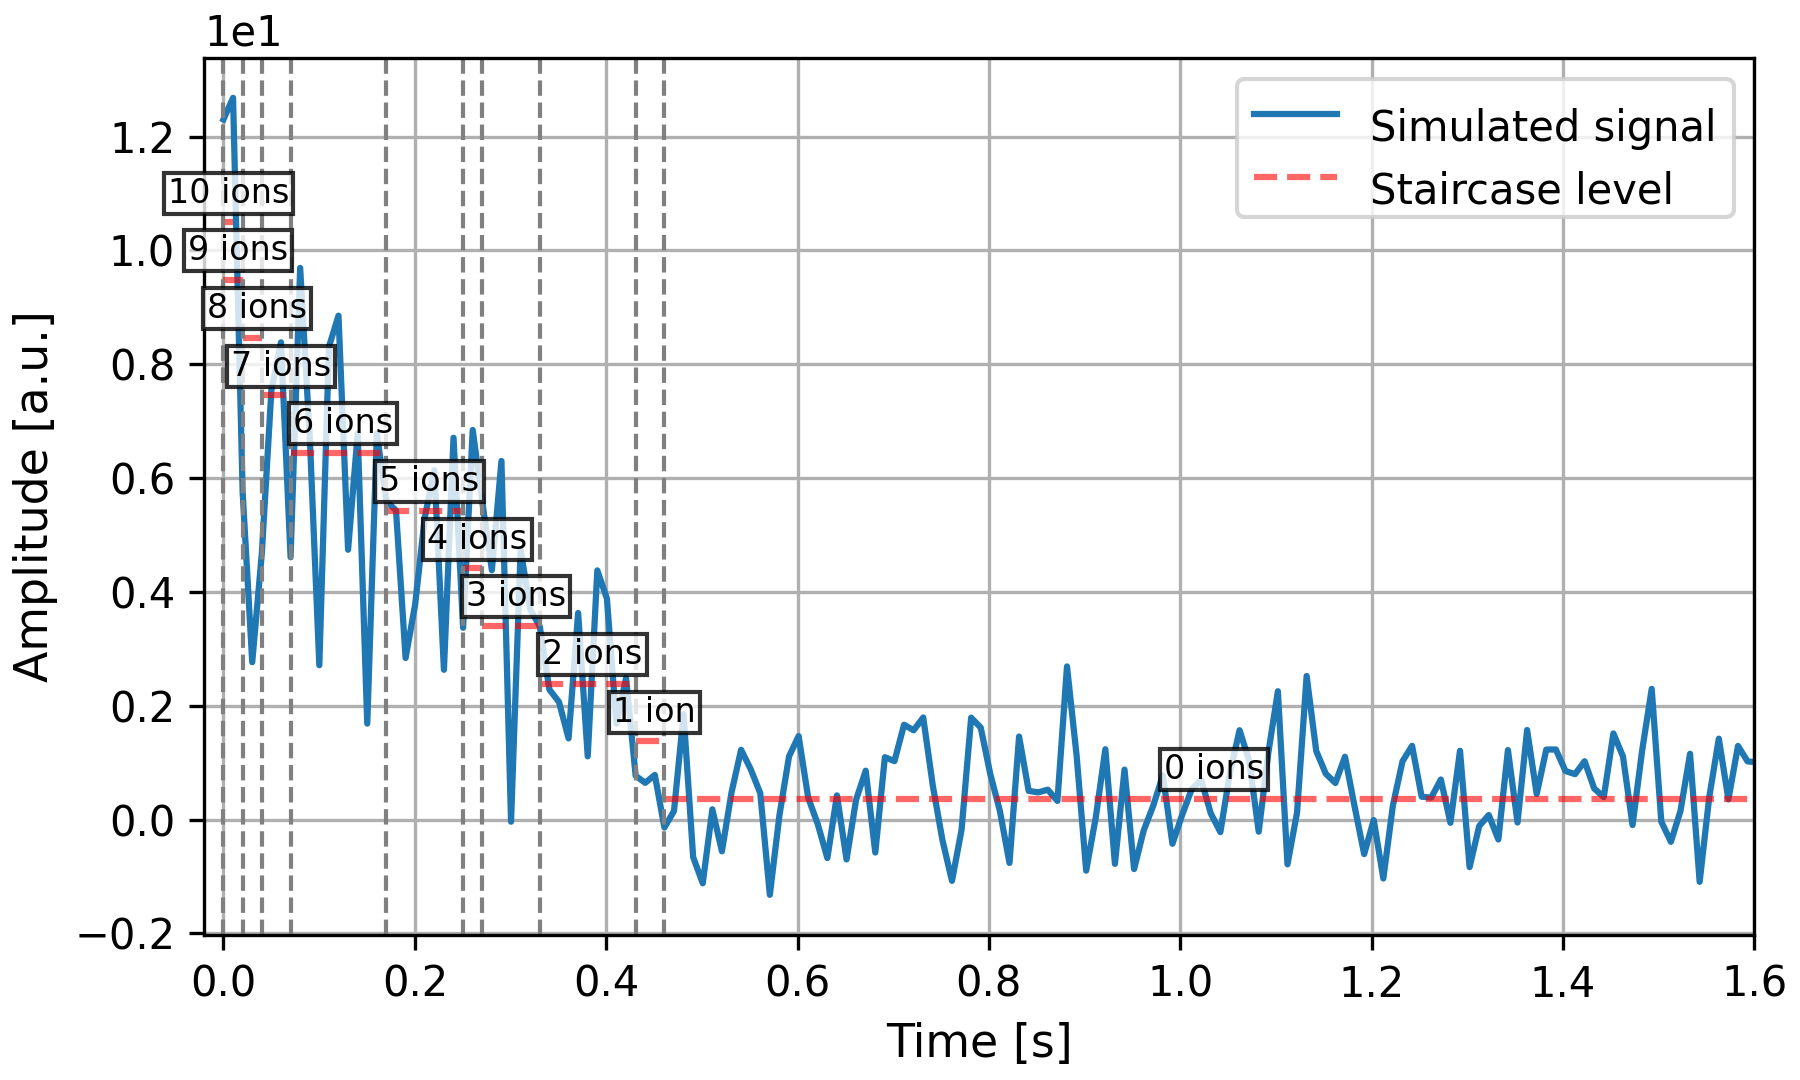 1e1
Simulated signal
Staircase level
1.2
1.0
0.8
0.6
0.4
0.2
0.0
−0.2
10 ions
9 ions
8 ions
7 ions
6 ions
5 ions
4 ions
3 ions
2 ions
1 ion
0 ions
0.0 0.2 0.4 0.6 0.8 1.0 1.2 1.4 1.6
Time [s]
Amplitude [a.u.]